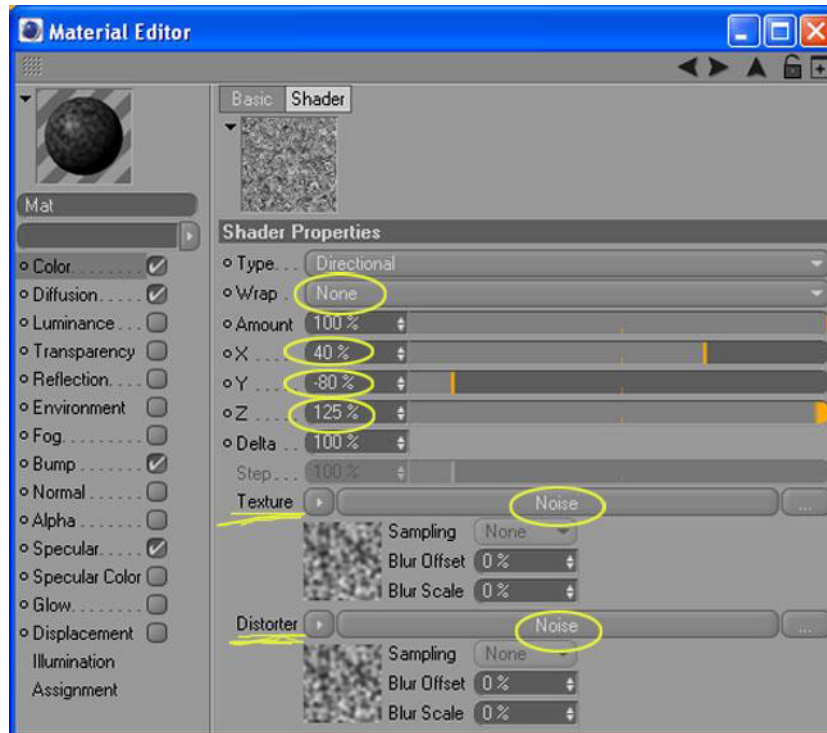 Material Editor
Basic Shader
Mat
Shader Properties
Color. . . . . . . .
Diffusion. . . . .
Luminance . . .
Transparency
Reflection. . . .
Environment
Fog. . . . . . . . .
Bump . . . . . . .
Normal . . . . . .
Alpha . . . . . . .
Specular. . . . .
Specular Color
Glow. . . . . . . .
Displacement
Illumination
Assignment
Type. . . Directional
Wrap . . None
Amount 100 %
X . . . . . 40 %
Y . . . . . -80 %
Z . . . . . 125 %
Delta . . 100 %
Step. . . 100 %
Texture Noise ...
Sampling None
Blur Offset 0 %
Blur Scale 0 %
Distorter Noise ...
Sampling None
Blur Offset 0 %
Blur Scale 0 %